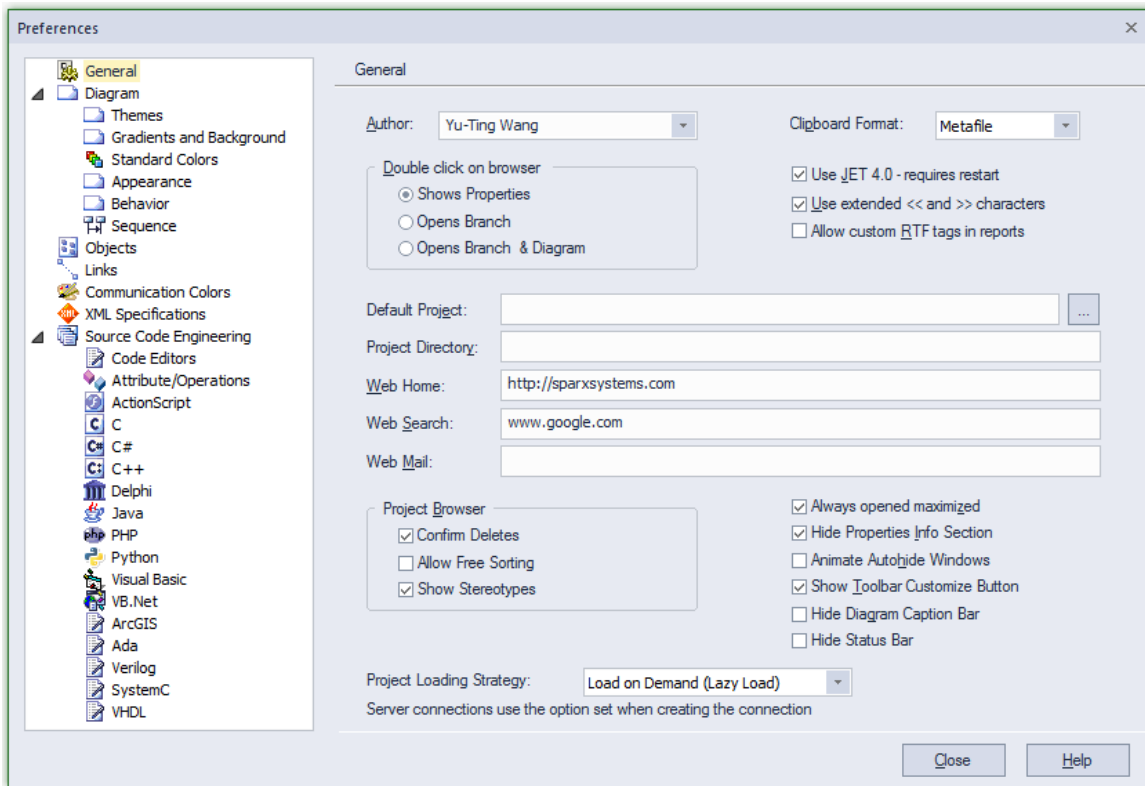 Preferences
General
Diagram
Themes
Gradients and Background
Standard Colors
Appearance
Behavior
Sequence
Objects
Links
Communication Colors
XML Specifications
Source Code Engineering
Code Editors
Attribute/Operations
ActionScript
C
C#
C++
Delphi
Java
PHP
Python
Visual Basic
VB.Net
ArcGIS
Ada
Verilog
SystemC
VHDL
General
Author: Yu-Ting Wang
Clipboard Format: Metafile
Double click on browser
Shows Properties
Opens Branch
Opens Branch & Diagram
Use JET 4.0 - requires restart
Use extended << and >> characters
Allow custom RTF tags in reports
Default Project: ...
Project Directory:
Web Home: http://sparxsystems.com
Web Search: www.google.com
Web Mail:
Project Browser
Confirm Deletes
Allow Free Sorting
Show Stereotypes
Always opened maximized
Hide Properties Info Section
Animate Autohide Windows
Show Toolbar Customize Button
Hide Diagram Caption Bar
Hide Status Bar
Project Loading Strategy: Load on Demand (Lazy Load)
Server connections use the option set when creating the connection
Close Help